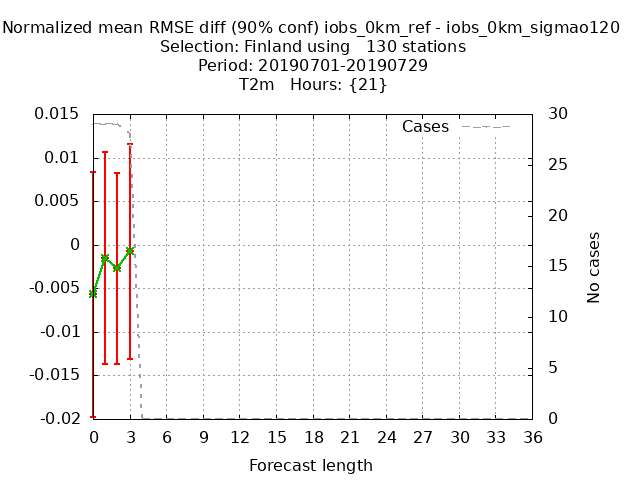 Normalized mean RMSE diff (90% conf) iobs_0km_ref - iobs_0km_sigmao120
Selection: Finland using   130 stations
Period: 20190701-20190729
T2m   Hours: {21}
Cases
0.015
0.01
0.005
0
-0.005
-0.01
-0.015
-0.02
30
25
20
15
10
5
0
No cases
0 3 6 9 12 15 18 21 24 27 30 33 36
Forecast length